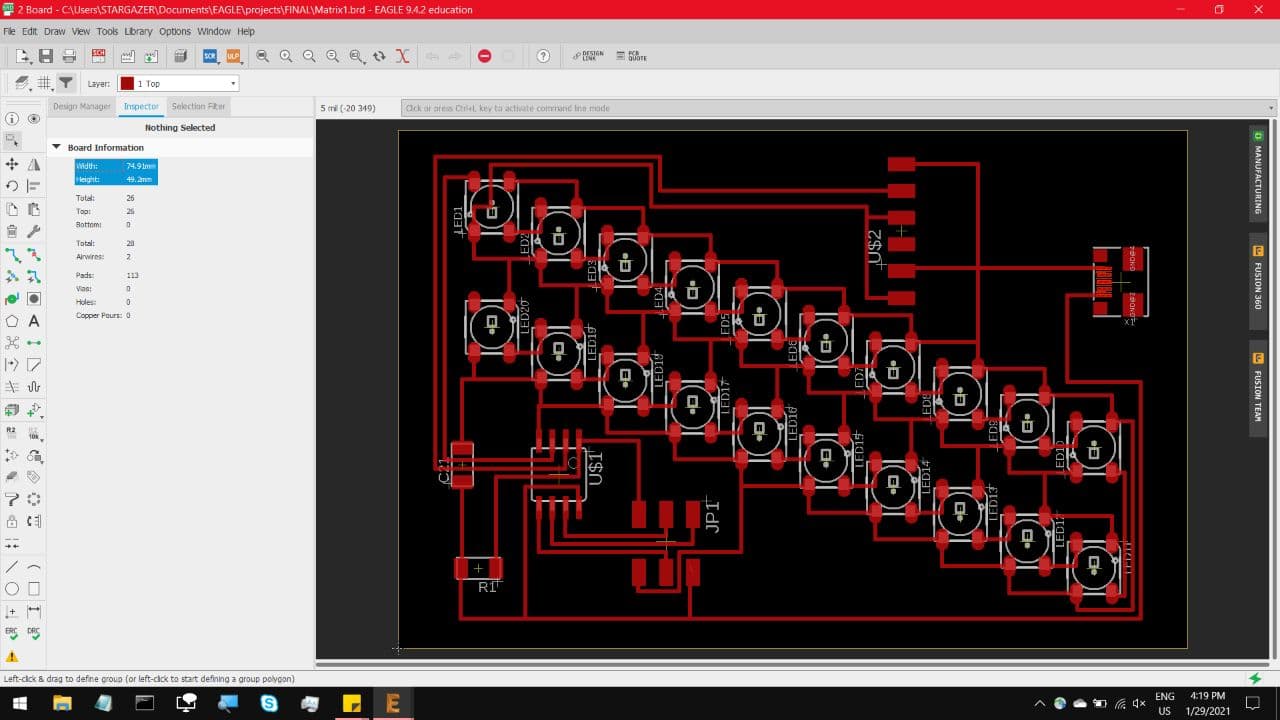 2 Board - C:\Users\STARGAZER\Documents\EAGLE\projects\FINAL\Matrix1.brd - EAGLE 9.4.2 education
File Edit Draw View Tools Library Options Window Help
SCR ULP
DESIGN LINK PCB QUOTE
Layer: 1 Top
Design Manager Inspector Selection Filter
5 mil (-20 349) Click or press Ctrl+L key to activate command line mode
Nothing Selected
Board Information
Width: 74.91mm
Height: 49.2mm
Total: 26
Top: 26
Bottom: 0
Total: 28
Airwires: 2
Pads: 113
Vias: 0
Holes: 0
Copper Pours: 0
MANUFACTURING
FUSION 360
FUSION TEAM
LED1
LED20
LED19
LED18
LED17
LED16
LED15
LED14
LED13
LED12
LED4
LED5
LED6
LED7
LED8
LED9
LED10
U$2
U$1
JP1
R1
X1
R2
10k
ERC DRC
Left-click & drag to define group (or left-click to start defining a group polygon)
ENG
US
4:19 PM
1/29/2021